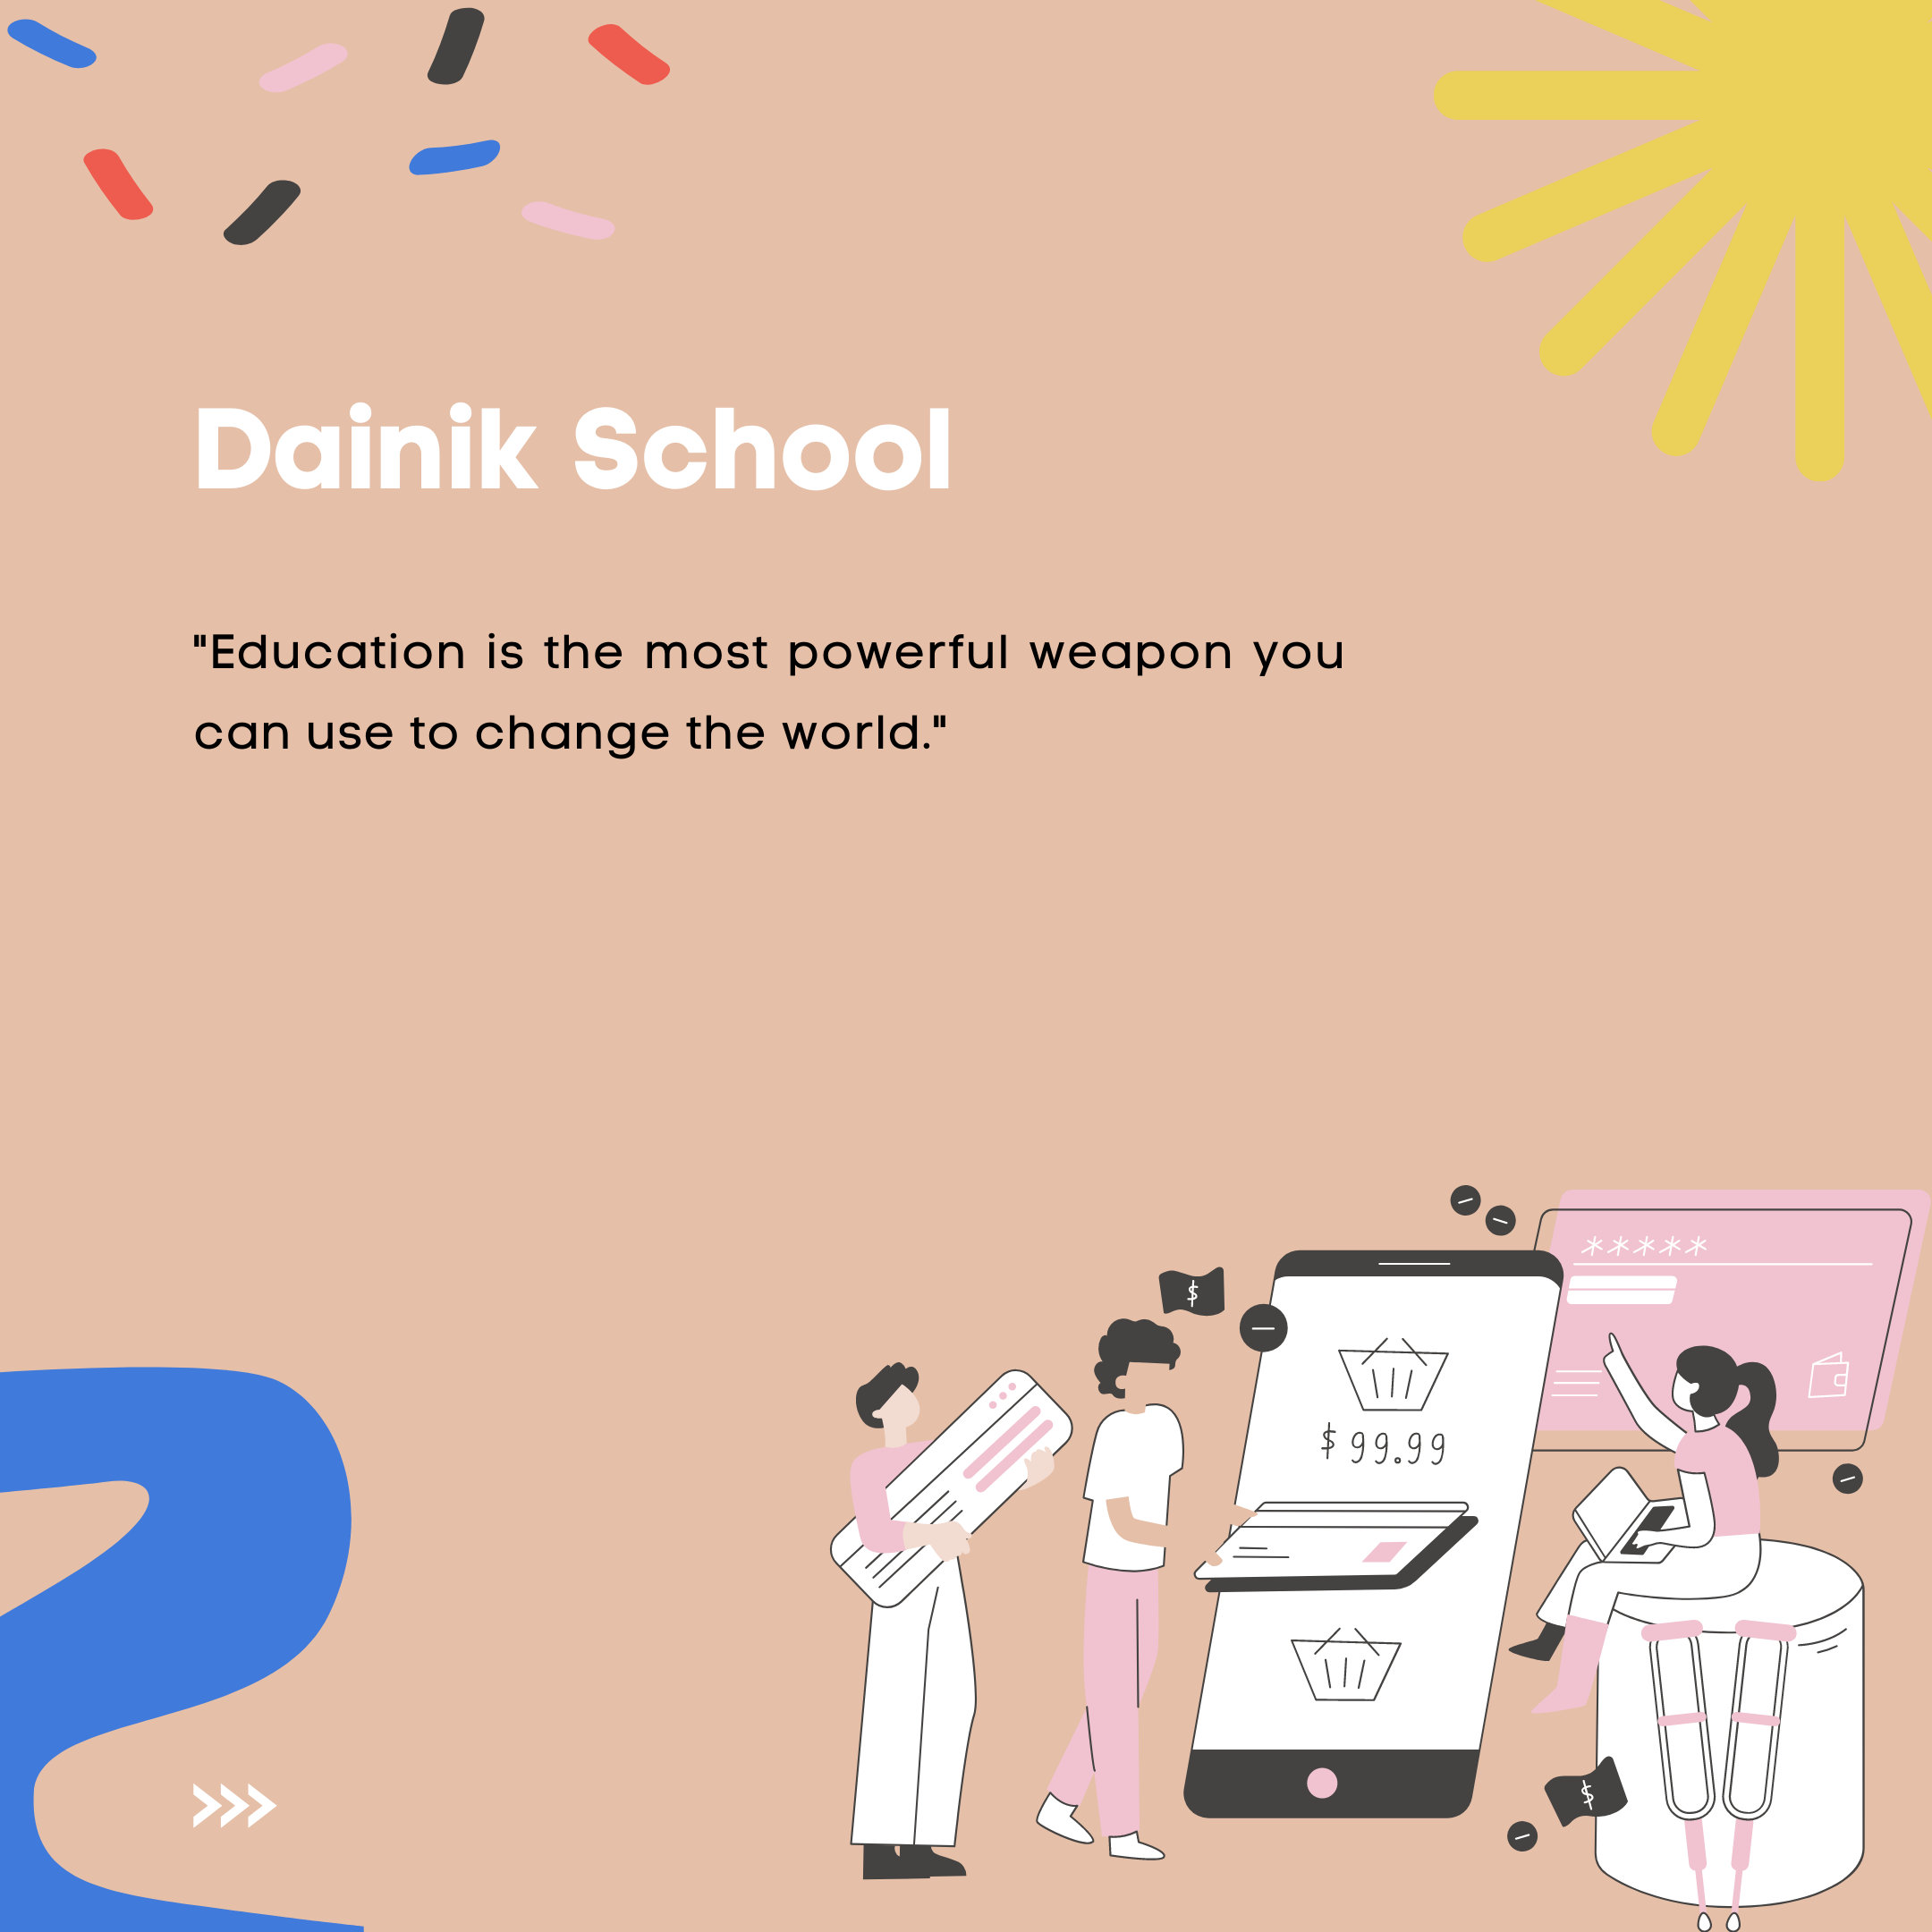 Dainik School
"Education is the most powerful weapon you
can use to change the world."
*****
$
$ 99.99
$